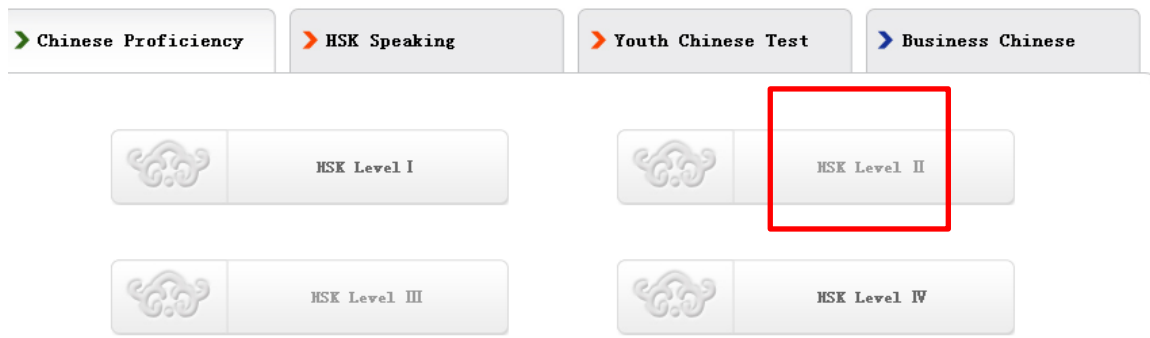 Chinese Proficiency
HSK Speaking
Youth Chinese Test
Business Chinese
HSK Level Ⅰ
HSK Level Ⅱ
HSK Level Ⅲ
HSK Level Ⅳ